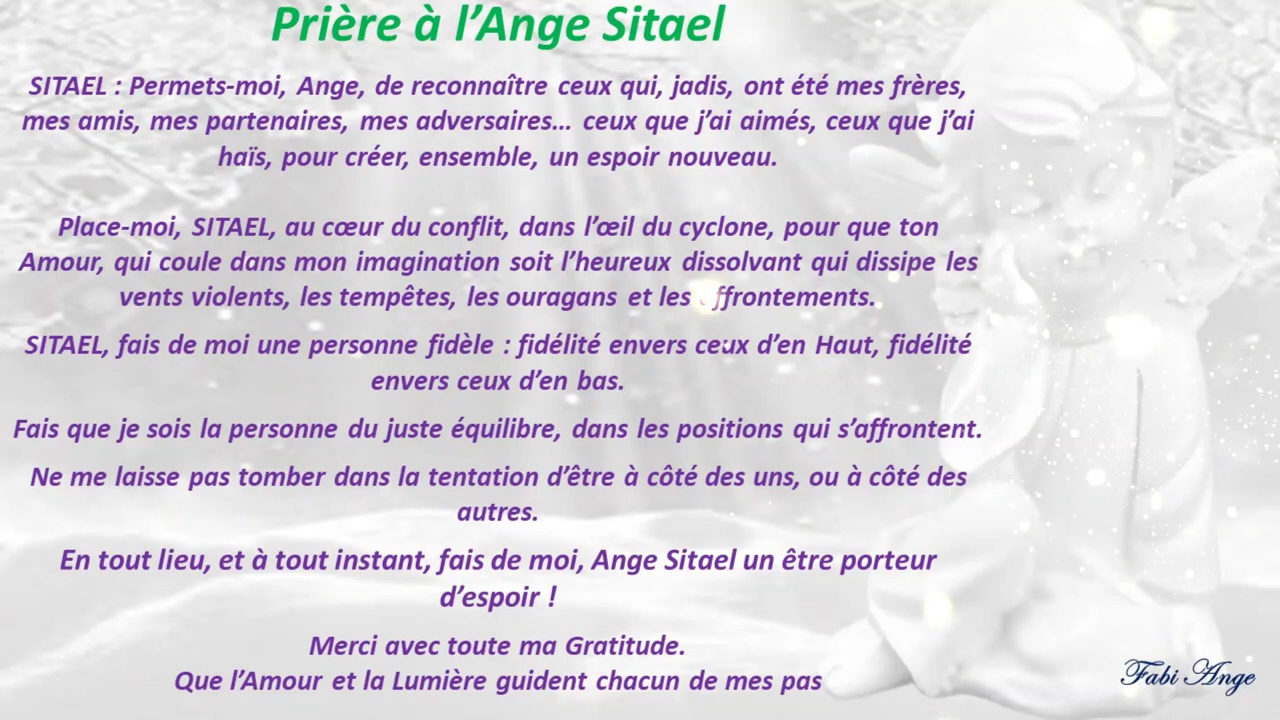 Prière à l’Ange Sitael
SITAEL : Permets-moi, Ange, de reconnaître ceux qui, jadis, ont été mes frères,
mes amis, mes partenaires, mes adversaires… ceux que j’ai aimés, ceux que j’ai
haïs, pour créer, ensemble, un espoir nouveau.
Place-moi, SITAEL, au cœur du conflit, dans l’œil du cyclone, pour que ton
Amour, qui coule dans mon imagination soit l’heureux dissolvant qui dissipe les
vents violents, les tempêtes, les ouragans et les affrontements.
SITAEL, fais de moi une personne fidèle : fidélité envers ceux d’en Haut, fidélité
envers ceux d’en bas.
Fais que je sois la personne du juste équilibre, dans les positions qui s’affrontent.
Ne me laisse pas tomber dans la tentation d’être à côté des uns, ou à côté des
autres.
En tout lieu, et à tout instant, fais de moi, Ange Sitael un être porteur
d’espoir !
Merci avec toute ma Gratitude.
Que l’Amour et la Lumière guident chacun de mes pas
Fabi Ange